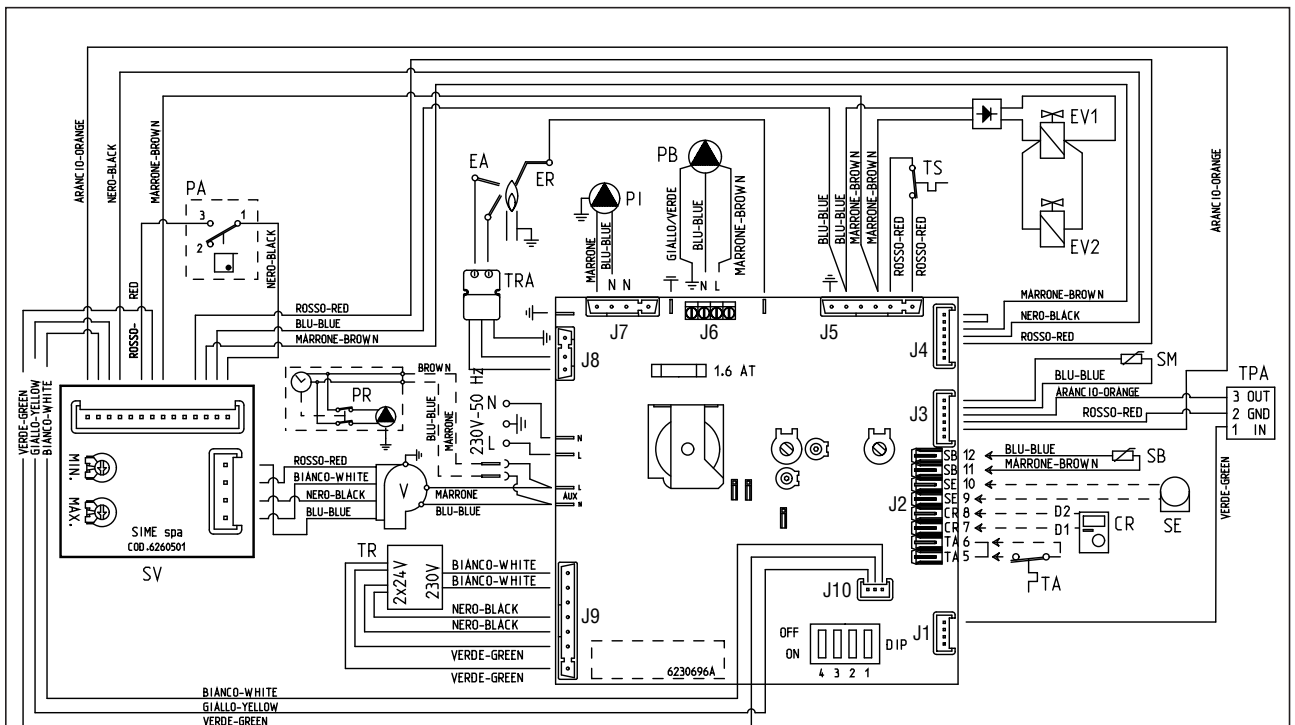 ARANCIO-ORANGE
NERO-BLACK
MARRONE-BROWN
PA
3
1
2
RED
ROSSO-
NERO-BLACK
ROSSO-RED
BLU-BLUE
MARRONE-BROWN
EA
ER
TRA
PI
MARRONE
BLU-BLUE
N N
PB
GIALLO/VERDE
BLU-BLUE
MARRONE-BROWN
N L
BLU-BLUE
BLU-BLUE
MARRONE-BROWN
MARRONE-BROWN
ROSSO-RED
ROSSO-RED
TS
EV1
EV2
ARANCIO-ORANGE
J7
J6
J5
J4
MARRONE-BROWN
NERO-BLACK
ROSSO-RED
J8
1.6 AT
SM
BLU-BLUE
ARANCIO-ORANGE
ROSSO-RED
J3
TPA
3 OUT
2 GND
1 IN
VERDE-GREEN
GIALLO-YELLOW
BIANCO-WHITE
PR
BROWN
BLU-BLUE
MARRONE
230V-50 Hz
N
L
N
L
L
AUX
N
MIN.
MAX.
SIME spa
COD.6260501
SV
ROSSO-RED
BIANCO-WHITE
NERO-BLACK
BLU-BLUE
V
MARRONE
BLU-BLUE
J2
SB 12
SB 11
SE 10
SE 9
CR 8
CR 7
TA 6
TA 5
BLU-BLUE
MARRONE-BROWN
SB
SE
D2
D1
CR
TA
VERDE-GREEN
TR
2x24V
230V
BIANCO-WHITE
BIANCO-WHITE
NERO-BLACK
NERO-BLACK
VERDE-GREEN
VERDE-GREEN
J9
J10
J1
OFF
ON
DIP
4 3 2 1
6230696A
BIANCO-WHITE
GIALLO-YELLOW
VERDE-GREEN